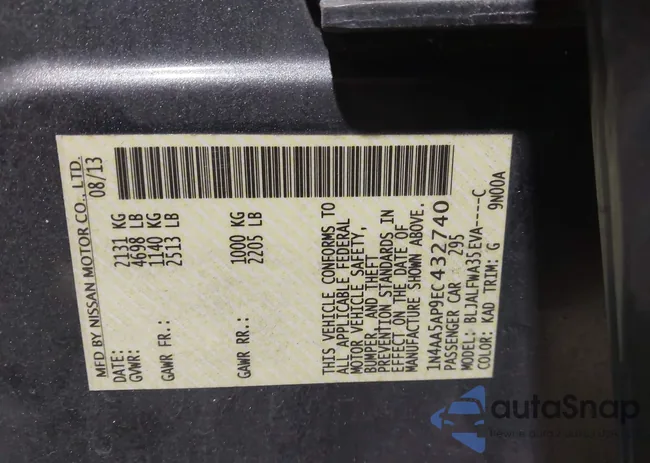 MFD BY NISSAN MOTOR CO., LTD.
DATE: 08/13
GVWR: 2131 KG
4698 LB
GAWR FR.: 1140 KG
2513 LB
GAWR RR.: 1000 KG
2205 LB
THIS VEHICLE CONFORMS TO
ALL APPLICABLE FEDERAL
MOTOR VEHICLE SAFETY,
BUMPER, AND THEFT
PREVENTION STANDARDS IN
EFFECT ON THE DATE OF
MANUFACTURE SHOWN ABOVE.
1N4AA5AP9EC432740
PASSENGER CAR 295
MODEL: BLJALFWA35EVA----C
COLOR: KAD TRIM: G 9N00A
autoSnap